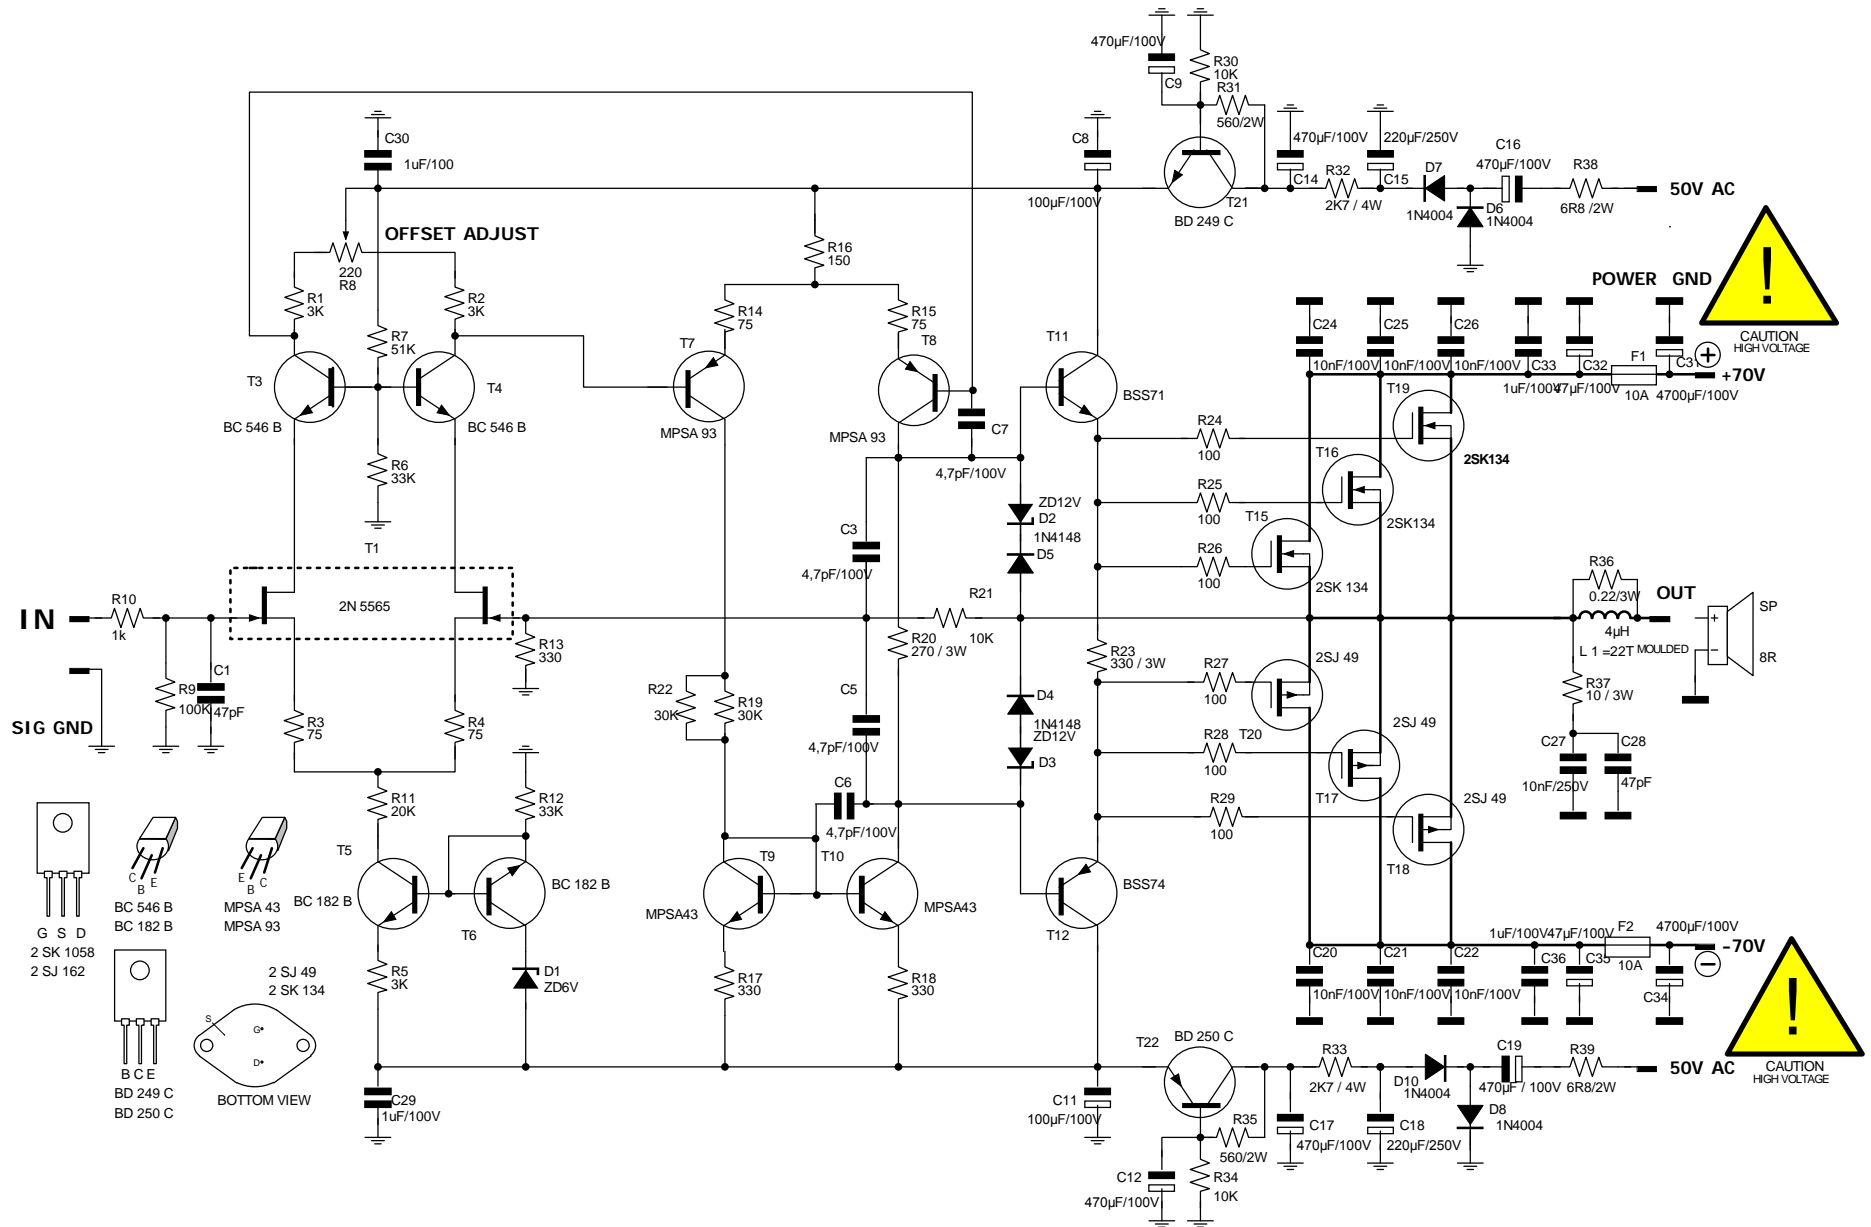 470µF/100V
C9
R30
10K
R31
560/2W
C30
1uF/100
C8
100µF/100V
470µF/100V
C14
220µF/250V
C15
R32
2K7 / 4W
T21
BD 249 C
D7
1N4004
D6
1N4004
C16
470µF/100V
R38
6R8 /2W
50V AC
OFFSET ADJUST
220
R8
R1
3K
R2
3K
R7
51K
R16
150
R14
75
R15
75
T7
T8
T11
T3
T4
BC 546 B
BC 546 B
MPSA 93
MPSA 93
BSS71
C7
4,7pF/100V
R6
33K
POWER GND
!
CAUTION
HIGH VOLTAGE
C24
C25
C26
10nF/100V
10nF/100V
10nF/100V
C33
1uF/100V
C32
47µF/100V
F1
10A
C31
4700µF/100V
+
+70V
T19
2SK134
R24
100
T16
2SK134
R25
100
T15
2SK 134
R26
100
ZD12V
D2
1N4148
D5
C3
4,7pF/100V
T1
2N 5565
IN
R10
1k
R9
100K
C1
47pF
SIG GND
R13
330
R21
10K
R20
270 / 3W
R23
330 / 3W
R36
0.22/3W
OUT
4µH
L 1 =22T MOULDED
+
−
SP
8R
R37
10 / 3W
C27
10nF/250V
C28
47pF
R3
75
R4
75
R22
30K
R19
30K
C5
4,7pF/100V
D4
1N4148
ZD12V
D3
R27
100
2SJ 49
T20
R28
100
2SJ 49
T17
R29
100
2SJ 49
T18
C6
4,7pF/100V
R11
20K
R12
33K
T5
BC 182 B
T6
BC 182 B
T9
T10
MPSA43
MPSA43
BSS74
T12
R5
3K
D1
ZD6V
R17
330
R18
330
G S D
2 SK 1058
2 SJ 162
C
B
E
BC 546 B
BC 182 B
E
B
C
MPSA 43
MPSA 93
B C E
BD 249 C
BD 250 C
2 SJ 49
2 SK 134
S
G
D
BOTTOM VIEW
C20
C21
C22
10nF/100V
10nF/100V
10nF/100V
1uF/100V
C36
47µF/100V
C35
F2
10A
4700µF/100V
C34
-70V
−
!
CAUTION
HIGH VOLTAGE
C29
1uF/100V
C11
100µF/100V
T22
BD 250 C
R33
2K7 / 4W
D10
1N4004
C19
470µF / 100V
R39
6R8/2W
50V AC
D8
1N4004
R35
560/2W
C17
470µF/100V
C18
220µF/250V
C12
470µF/100V
R34
10K